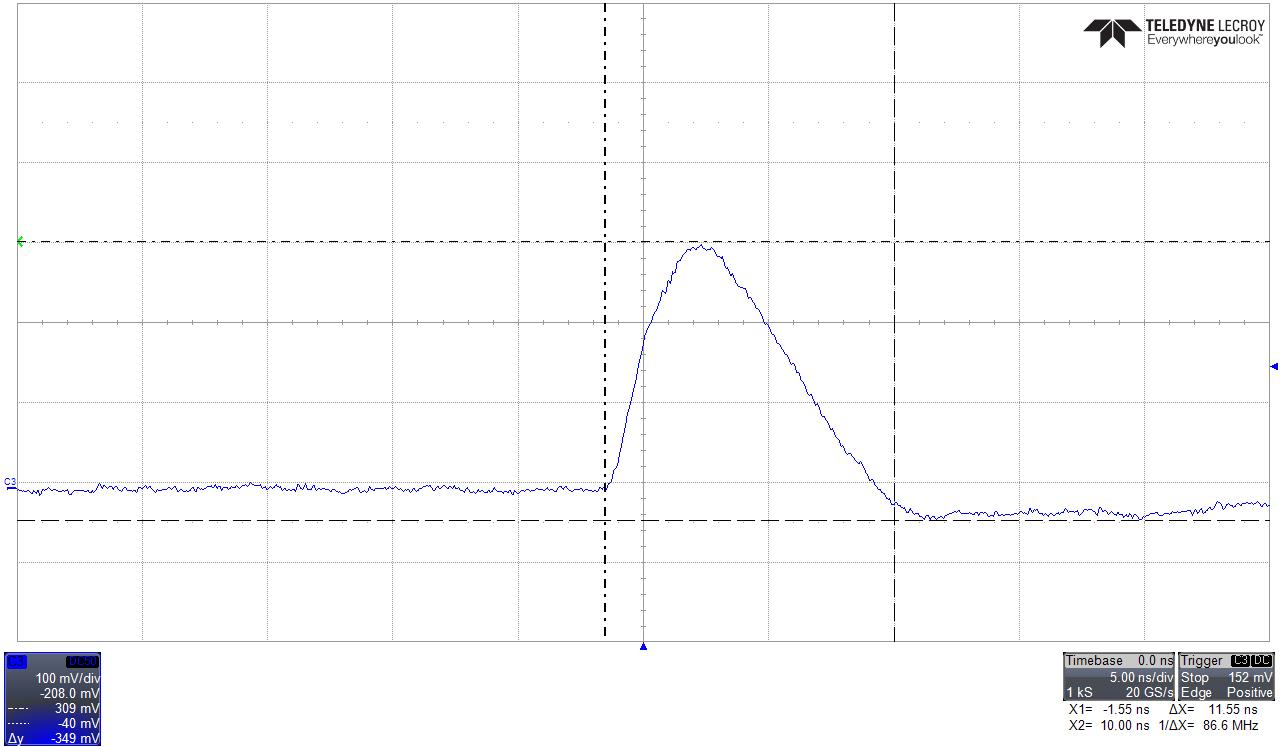 TELEDYNE LECROY
Everywhereyoulook™
C3
C3 DC50
100 mV/div
-208.0 mV
309 mV
-40 mV
Δy -349 mV
Timebase 0.0 ns
5.00 ns/div
1 kS 20 GS/s
Trigger C3 DC
Stop 152 mV
Edge Positive
X1= -1.55 ns ΔX= 11.55 ns
X2= 10.00 ns 1/ΔX= 86.6 MHz